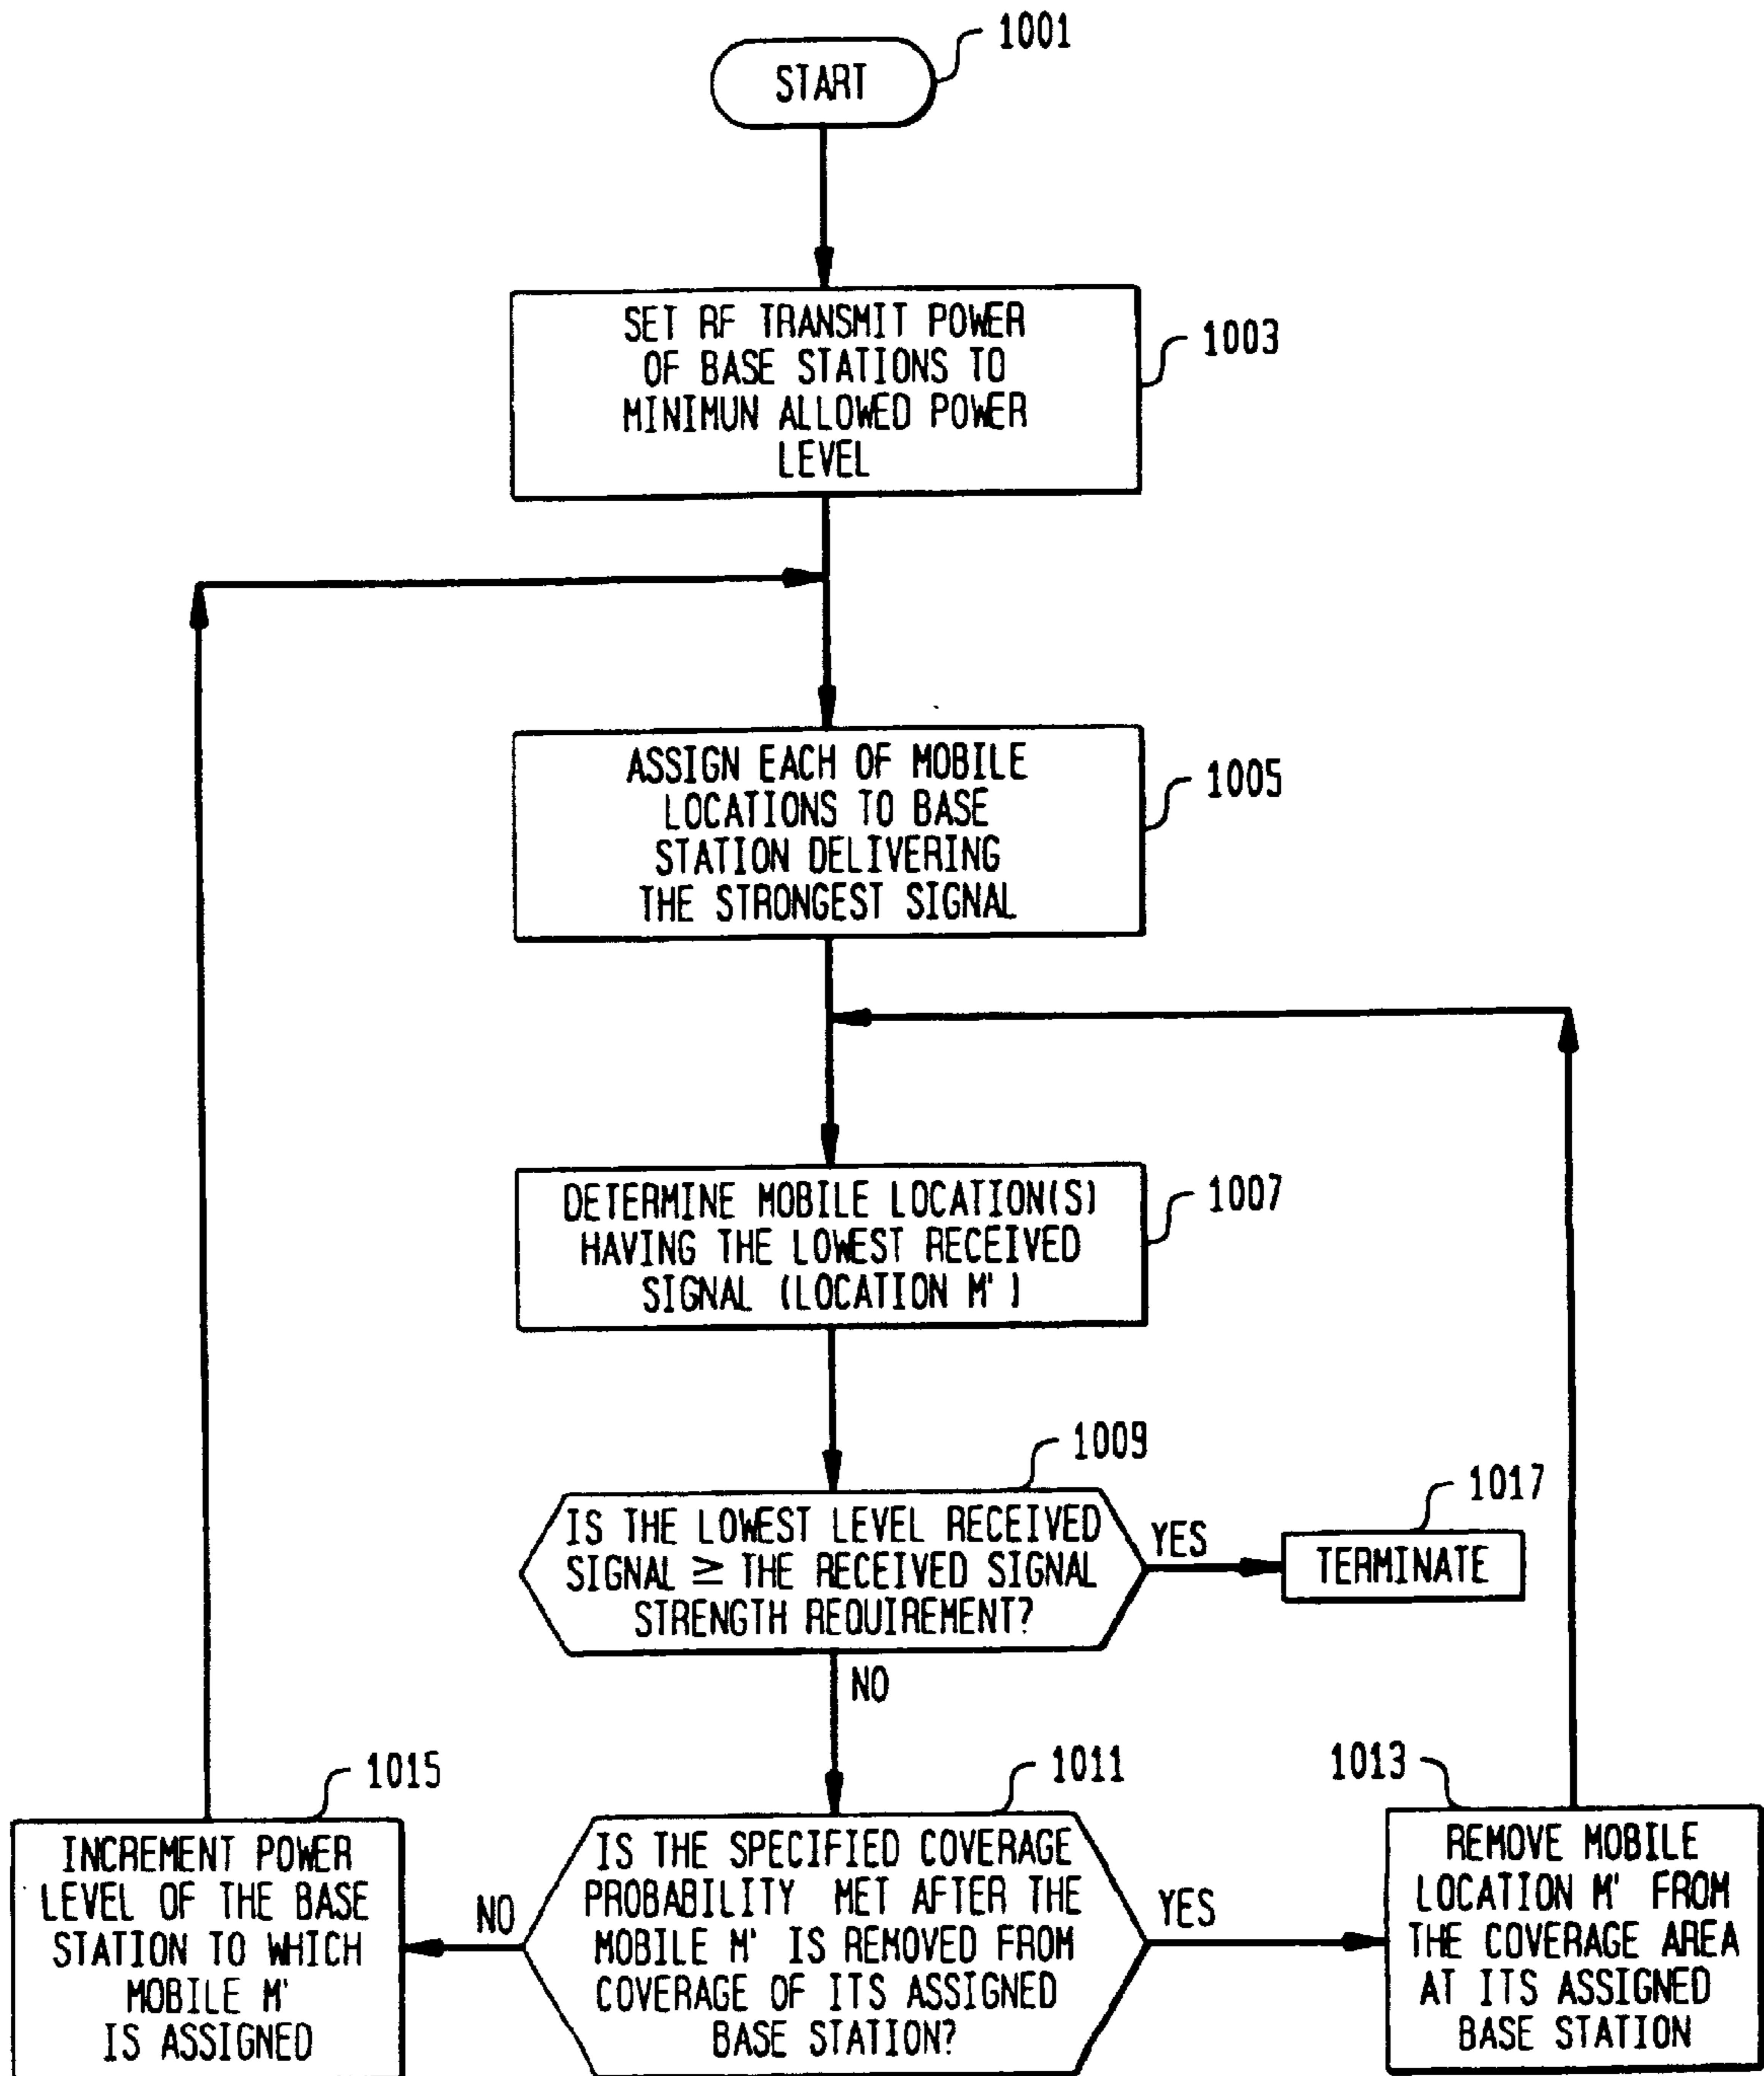 1001
START
SET RF TRANSMIT POWER
OF BASE STATIONS TO
MINIMUN ALLOWED POWER
LEVEL
1003
ASSIGN EACH OF MOBILE
LOCATIONS TO BASE
STATION DELIVERING
THE STRONGEST SIGNAL
1005
DETERMINE MOBILE LOCATION(S)
HAVING THE LOWEST RECEIVED
SIGNAL (LOCATION M')
1007
1009
IS THE LOWEST LEVEL RECEIVED
SIGNAL ≥ THE RECEIVED SIGNAL
STRENGTH REQUIREMENT?
YES
1017
TERMINATE
NO
1015
INCREMENT POWER
LEVEL OF THE BASE
STATION TO WHICH
MOBILE M'
IS ASSIGNED
NO
1011
IS THE SPECIFIED COVERAGE
PROBABILITY MET AFTER THE
MOBILE M' IS REMOVED FROM
COVERAGE OF ITS ASSIGNED
BASE STATION?
YES
1013
REMOVE MOBILE
LOCATION M' FROM
THE COVERAGE AREA
AT ITS ASSIGNED
BASE STATION